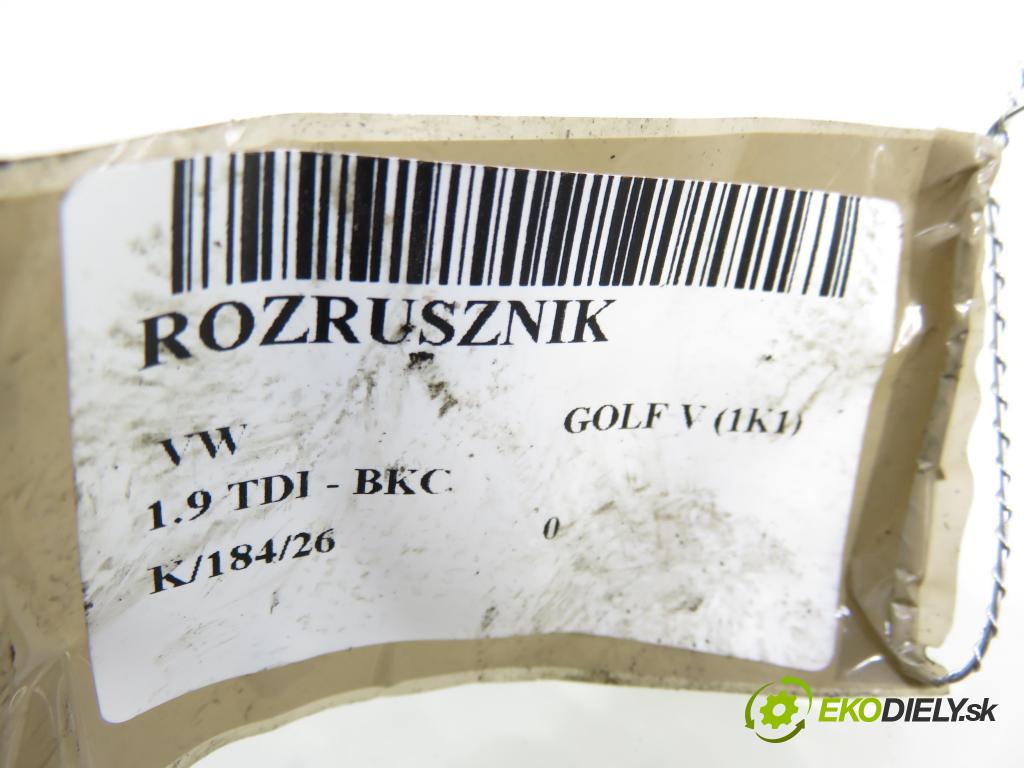 ROZRUSZNIK
VW GOLF V (1K1)
1.9 TDI - BKC
K/184/26 0
EKODIELY.sk